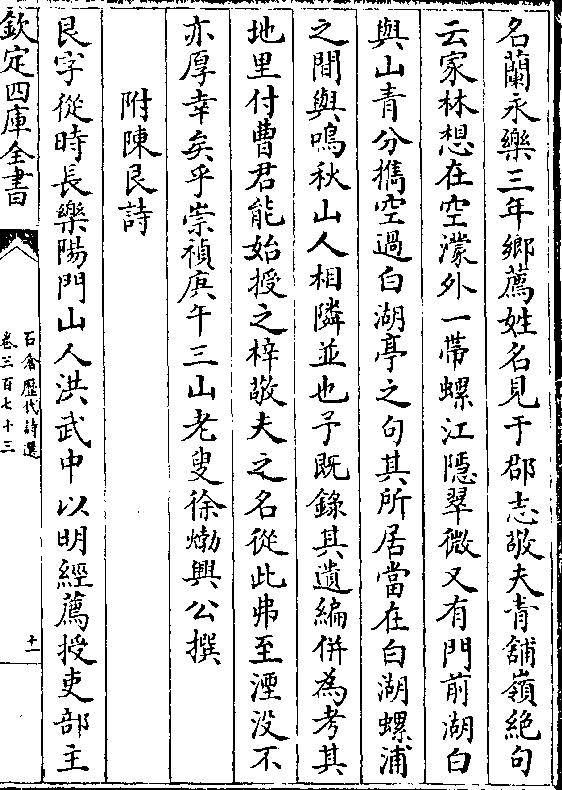 名蘭永樂三年鄉薦姓名見于郡志敬夫青舖嶺絶句
云家林想在空濛外一帶螺江隱翠微又有門前湖白
與山青分携空過白湖亭之句其所居當在白湖螺浦
之間與鳴秋山人相隣並也予既錄其遺編併為考其
地里付曹君能始授之梓敬夫之名從此弗至湮没不
亦厚幸矣乎崇禎庚午三山老叟徐𤊹興公撰
附陳艮詩
艮字從時長樂陽門山人洪武中以明經薦授吏部主
欽定四庫全書
石倉歷代詩選
卷三百七十三
十一